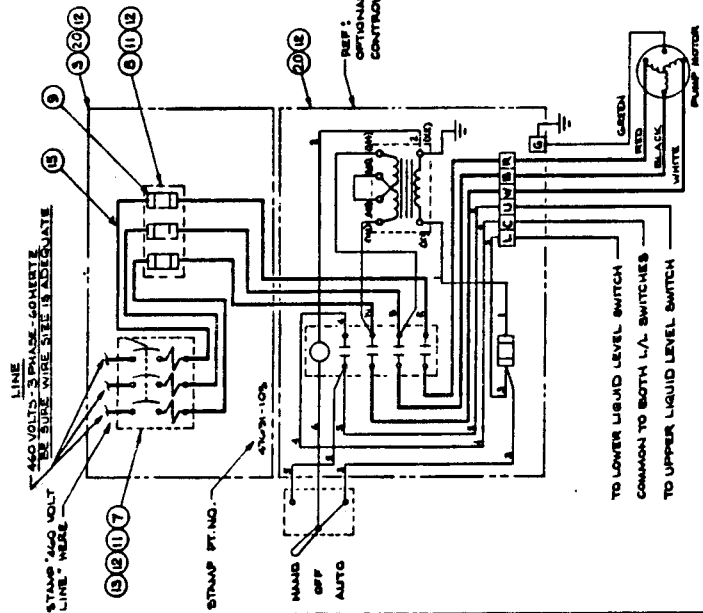 LINE
460 VOLTS - 3 PHASE - 60 HERTZ
BE SURE WIRE SIZE IS ADEQUATE
STAMP "460 VOLT
LINE" HERE
13 12 11 7
15
9
3 20 12
8 11 12
STAMP PT. NO.
47631-103
20 12
REF:
OPTIONAL
CONTROL
HAND
OFF
AUTO
L C U W B R
G
GREEN
RED
BLACK
WHITE
PUMP MOTOR
TO LOWER LIQUID LEVEL SWITCH
COMMON TO BOTH L/L SWITCHES
TO UPPER LIQUID LEVEL SWITCH